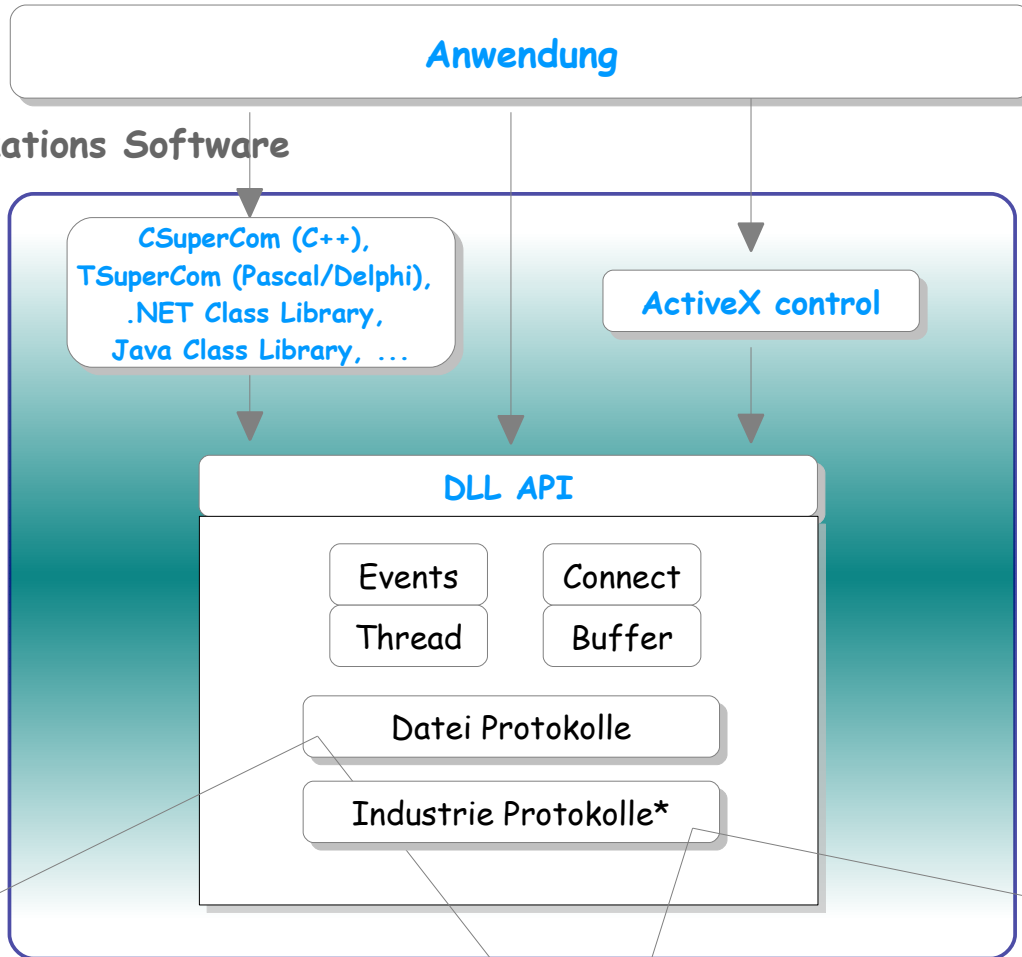 Anwendung
ations Software
CSuperCom (C++),
TSuperCom (Pascal/Delphi),
.NET Class Library,
Java Class Library, ...
ActiveX control
DLL API
Events
Connect
Thread
Buffer
Datei Protokolle
Industrie Protokolle*